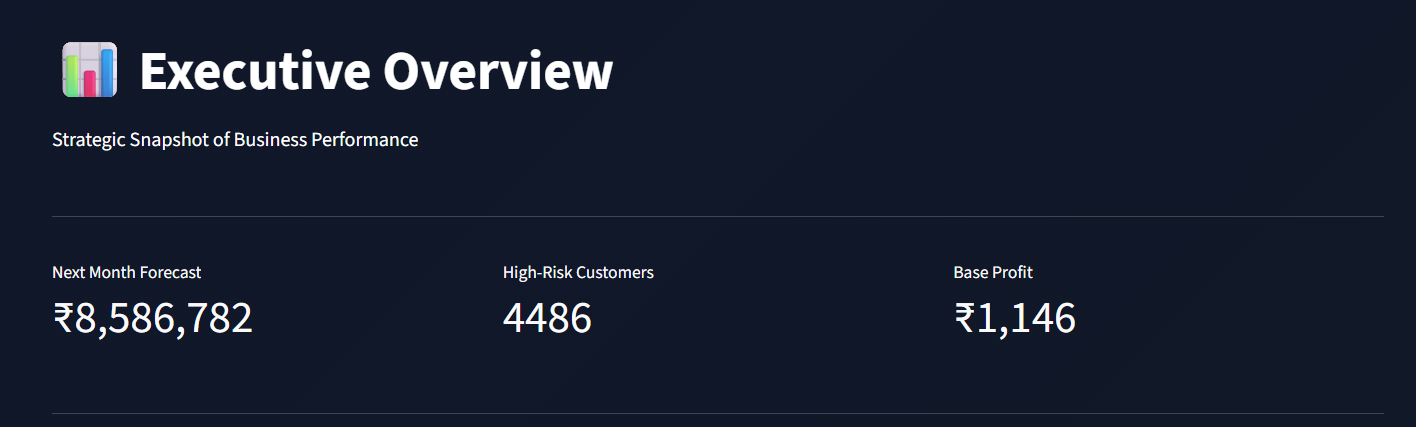 Executive Overview
Strategic Snapshot of Business Performance
Next Month Forecast
₹8,586,782
High-Risk Customers
4486
Base Profit
₹1,146